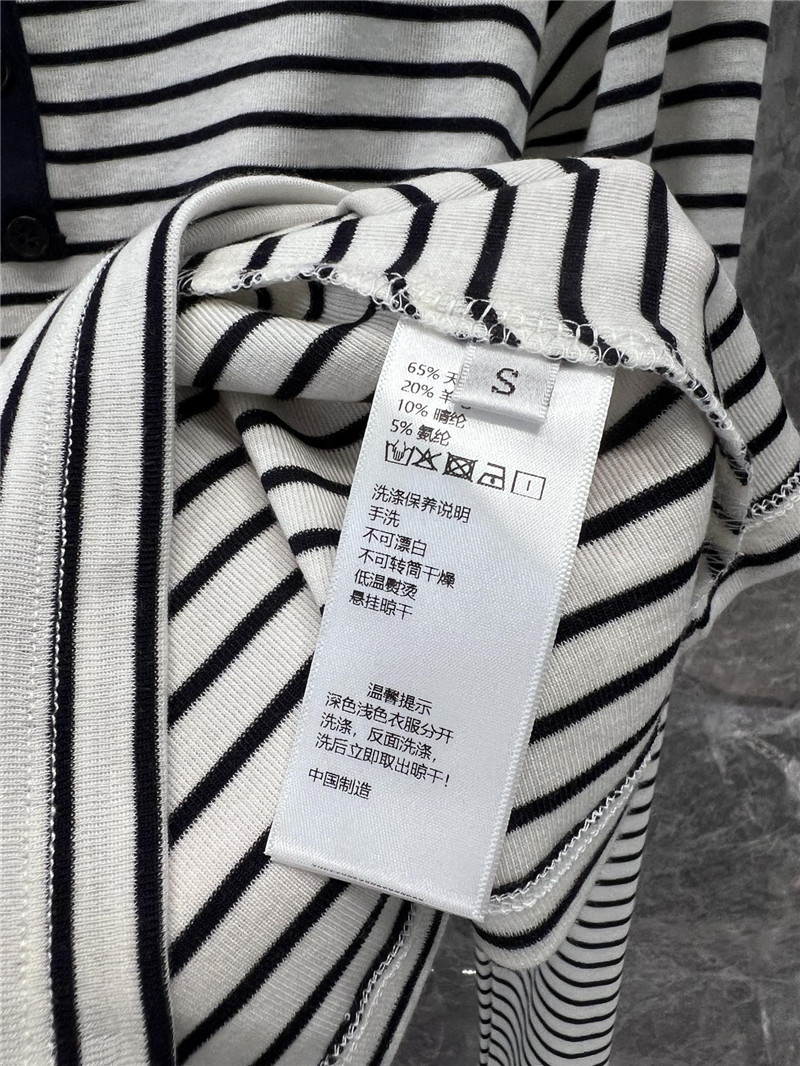 65% 天
20% 羊
10% 腈纶
5% 氨纶
S
洗涤保养说明
手洗
不可漂白
不可转筒干燥
低温熨烫
悬挂晾干
温馨提示
深色浅色衣服分开
洗涤，反面洗涤，
洗后立即取出晾干！
中国制造